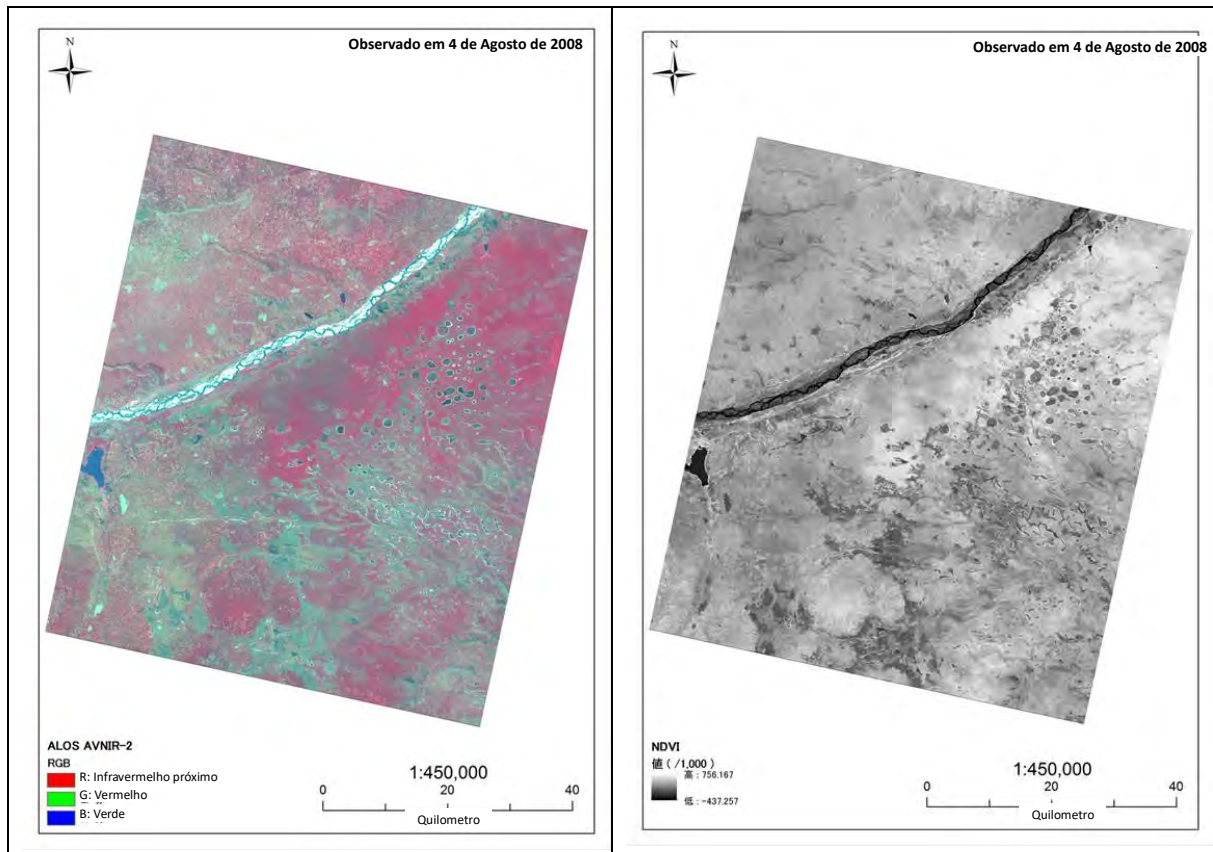 N
Observado em 4 de Agosto de 2008
ALOS AVNIR-2
RGB
R: Infravermelho próximo
G: Vermelho
B: Verde
1:450,000
0 20 40
Quilometro
N
Observado em 4 de Agosto de 2008
NDVI
値 ( /1,000 )
高 : 756.167
低 : -437.257
1:450,000
0 20 40
Quilometro